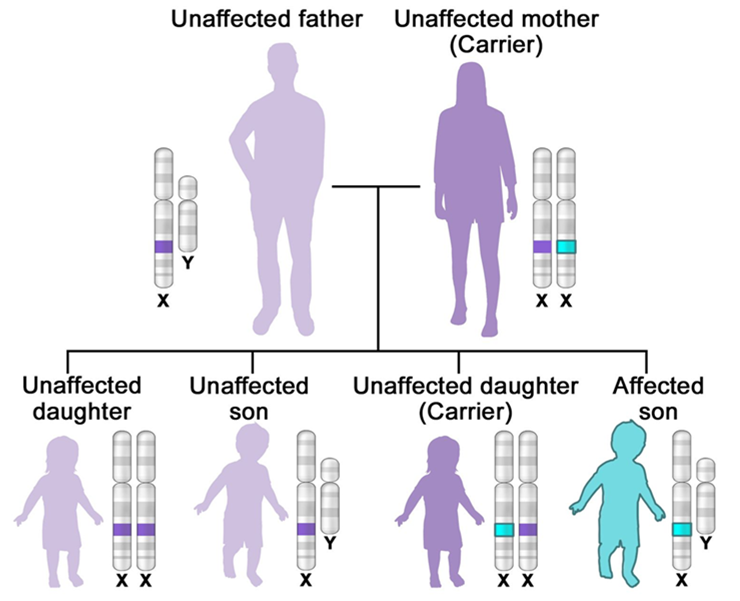 Unaffected father
Unaffected mother
(Carrier)
X
Y
X X
Unaffected
daughter
Unaffected
son
Unaffected daughter
(Carrier)
Affected
son
X X
X
Y
X X
X
Y